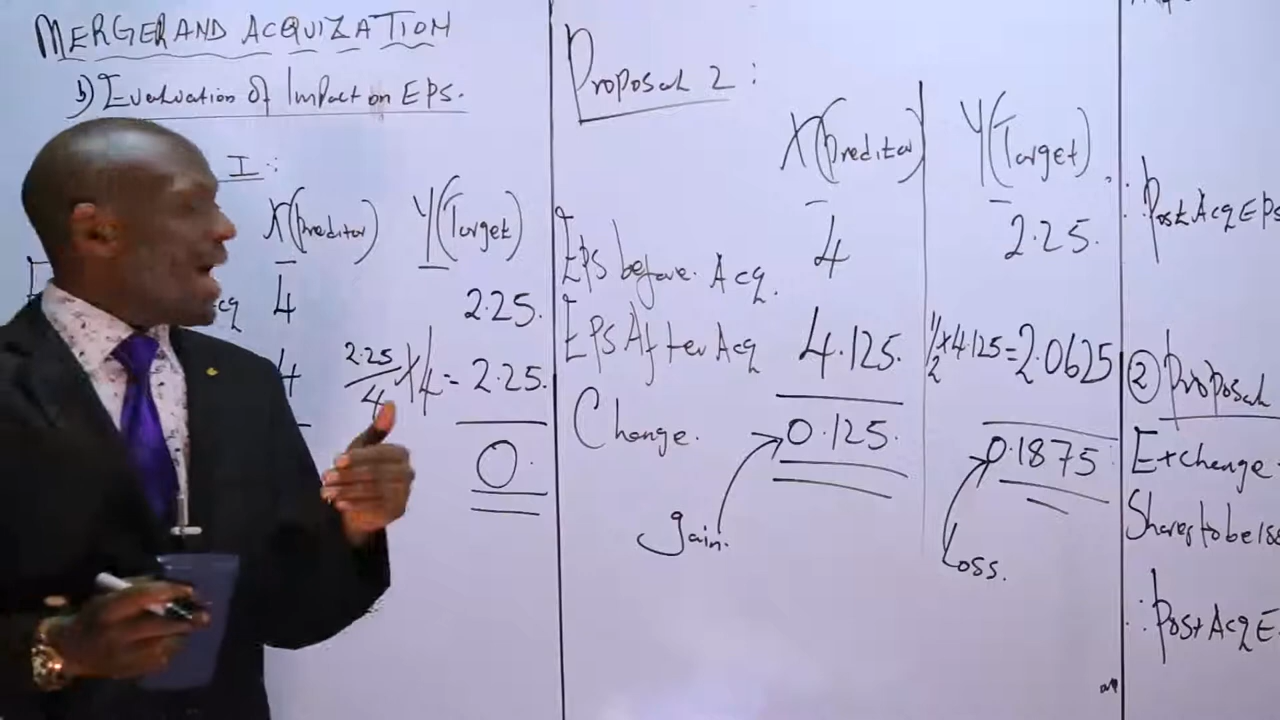 MERGER AND ACQUIZATION
b) Evaluation of Impact on EPS.
I :
X(Preditor) Y(Target)
cq 4 2.25.
4 2.25/4 x 4 = 2.25.
0.
Proposal 2 :
X(Preditor) Y(Target)
EPS before Acq. 4 2.25.
EPS After Acq 4.125. 1/2 x 4.125 = 2.0625
Change. 0.125. 0.1875
gain. Loss.
∴ Post Acq EPS
② Proposal
Exchange
Shares to be iss
∴ Post Acq E